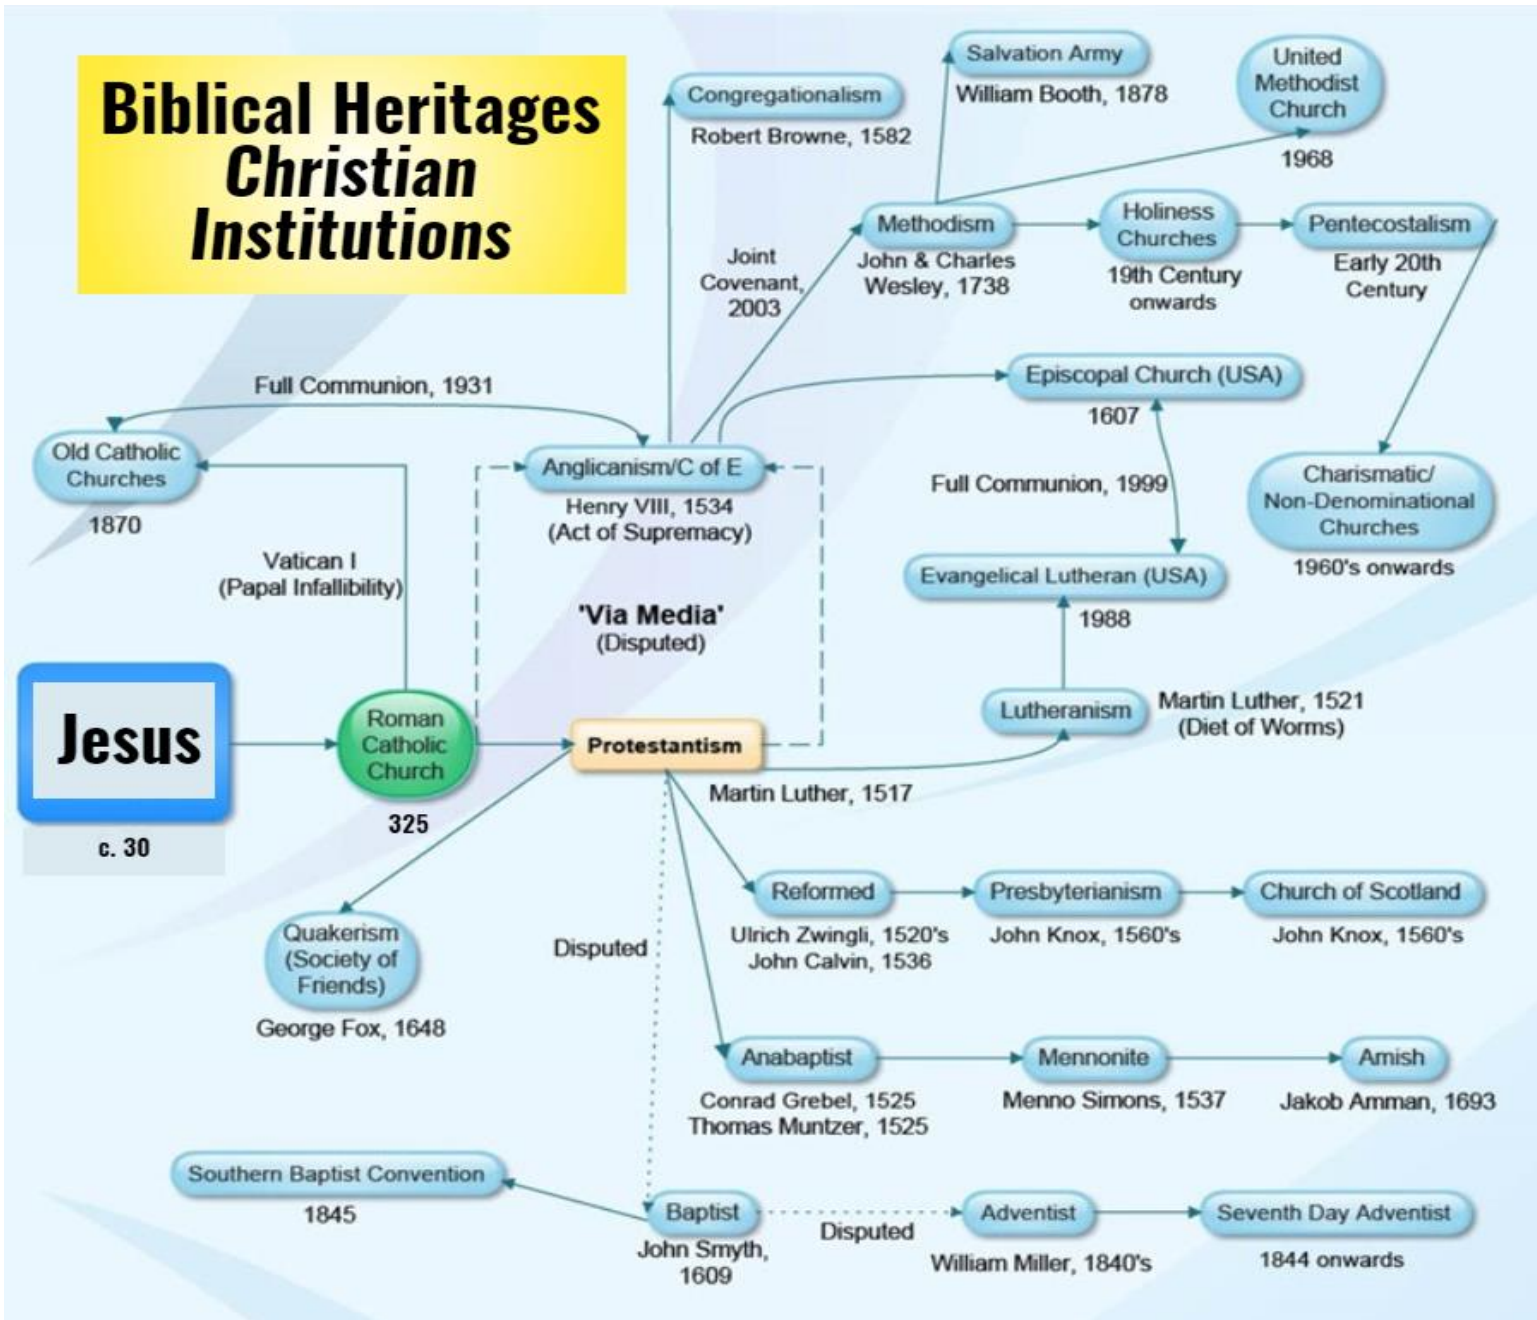 Biblical Heritages
Christian
Institutions
Salvation Army
William Booth, 1878
United
Methodist
Church
1968
Congregationalism
Robert Browne, 1582
Methodism
John & Charles
Wesley, 1738
Holiness
Churches
19th Century
onwards
Pentecostalism
Early 20th
Century
Joint
Covenant,
2003
Full Communion, 1931
Episcopal Church (USA)
1607
Old Catholic
Churches
1870
Anglicanism/C of E
Henry VIII, 1534
(Act of Supremacy)
Full Communion, 1999
Charismatic/
Non-Denominational
Churches
1960's onwards
Vatican I
(Papal Infallibility)
'Via Media'
(Disputed)
Evangelical Lutheran (USA)
1988
Jesus
c. 30
Roman
Catholic
Church
325
Protestantism
Lutheranism
Martin Luther, 1521
(Diet of Worms)
Martin Luther, 1517
Quakerism
(Society of
Friends)
George Fox, 1648
Disputed
Reformed
Ulrich Zwingli, 1520's
John Calvin, 1536
Presbyterianism
John Knox, 1560's
Church of Scotland
John Knox, 1560's
Anabaptist
Conrad Grebel, 1525
Thomas Muntzer, 1525
Mennonite
Menno Simons, 1537
Amish
Jakob Amman, 1693
Southern Baptist Convention
1845
Baptist
John Smyth,
1609
Disputed
Adventist
William Miller, 1840's
Seventh Day Adventist
1844 onwards